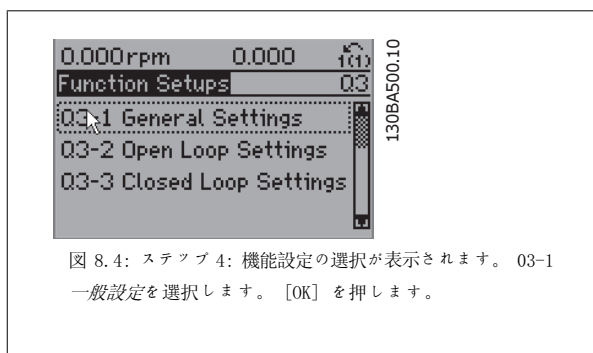 0.000rpm 0.000 1(1)
Function Setups Q3
Q3-1 General Settings
Q3-2 Open Loop Settings
Q3-3 Closed Loop Settings
130BA500.10
図 8.4: ステップ 4: 機能設定の選択が表示されます。 03-1
一般設定を選択します。 [OK] を押します。